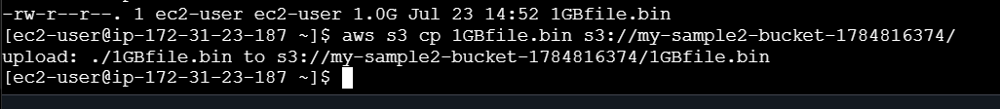 -rw-r--r--. 1 ec2-user ec2-user 1.0G Jul 23 14:52 1GBfile.bin
[ec2-user@ip-172-31-23-187 ~]$ aws s3 cp 1GBfile.bin s3://my-sample2-bucket-1784816374/
upload: ./1GBfile.bin to s3://my-sample2-bucket-1784816374/1GBfile.bin
[ec2-user@ip-172-31-23-187 ~]$